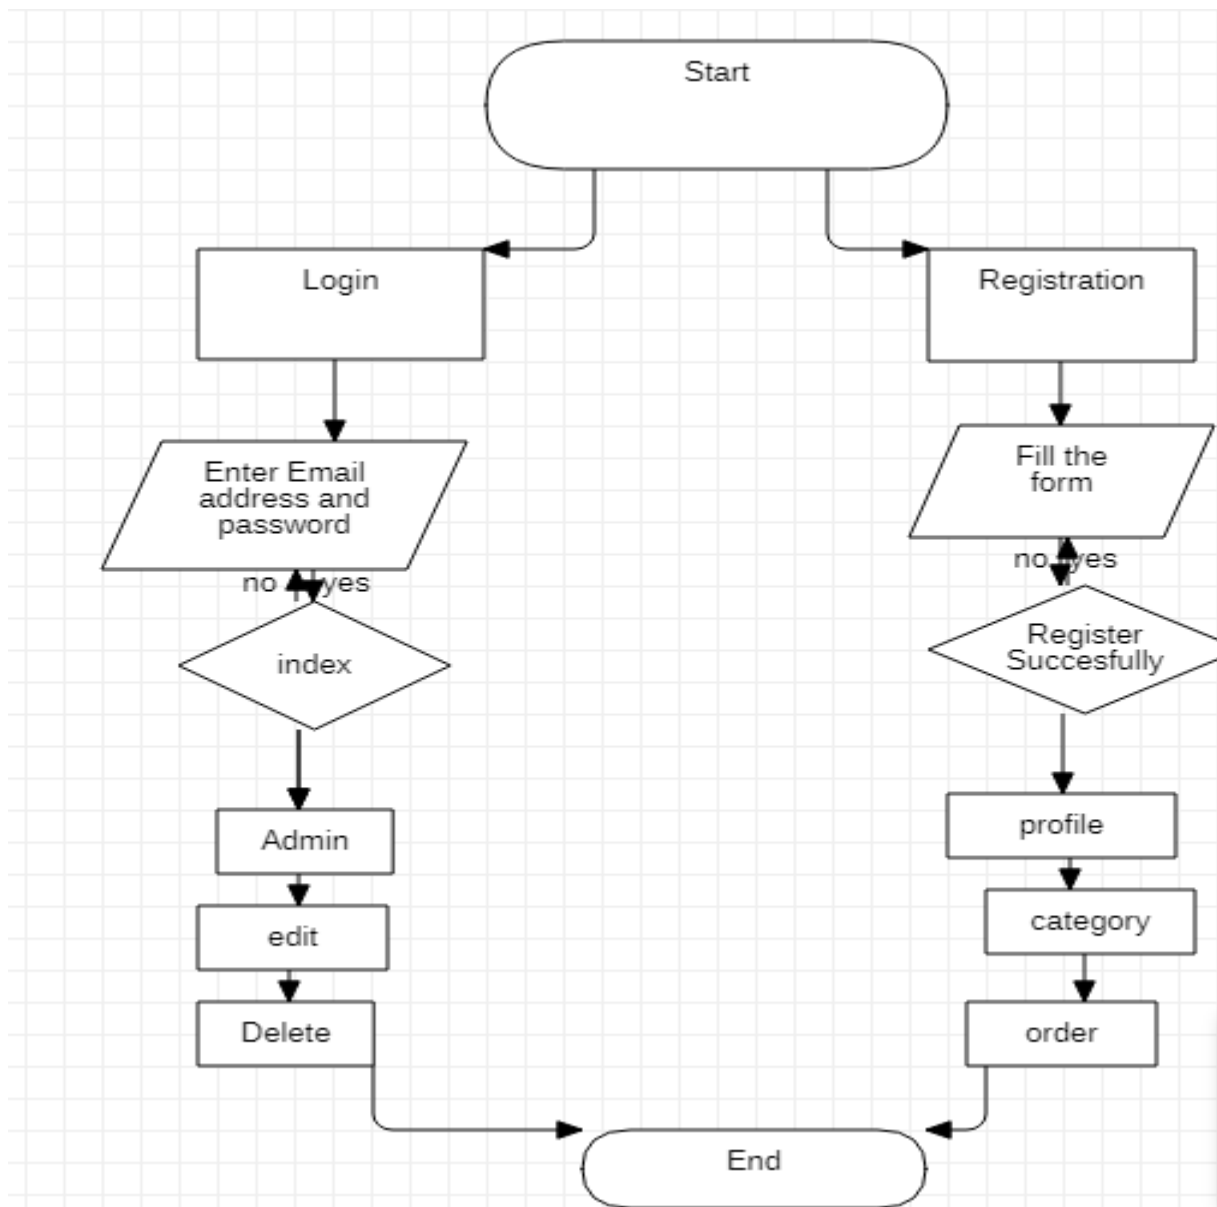 Start
Login
Registration
Enter Email
address and
password
Fill the
form
no yes
no yes
index
Register
Succesfully
Admin
profile
edit
category
Delete
order
End